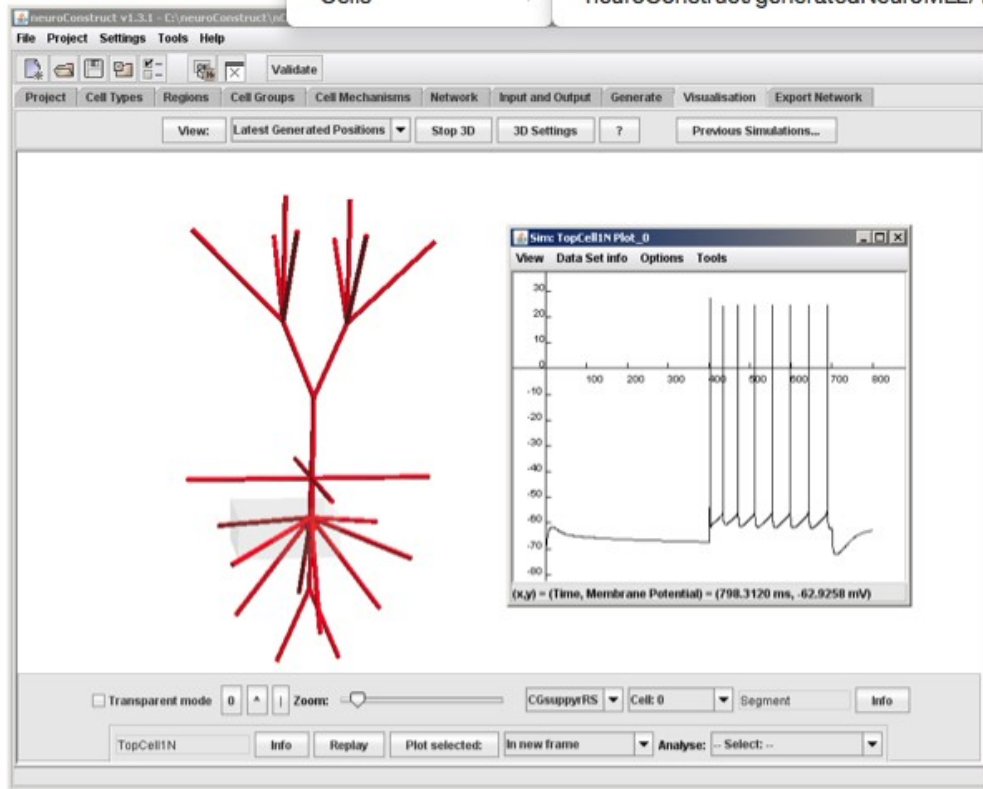 Cells
neuroConstruct/generatedNeuroML2/
neuroConstruct v1.3.1 - C:\neuroConstruct\nC
File Project Settings Tools Help
Validate
Project Cell Types Regions Cell Groups Cell Mechanisms Network Input and Output Generate Visualisation Export Network
View: Latest Generated Positions Stop 3D 3D Settings ? Previous Simulations...
Sim: TopCell1N Plot_0
View Data Set info Options Tools
30
20
10
0
100 200 300 400 500 600 700 800
-10
-20
-30
-40
-50
-60
-70
-80
(x,y) = (Time, Membrane Potential) = (798.3120 ms, -62.9258 mV)
Transparent mode 0 ^ | Zoom: CGsuppyrRS Cell: 0 Segment Info
TopCell1N Info Replay Plot selected: In new frame Analyse: -- Select: --